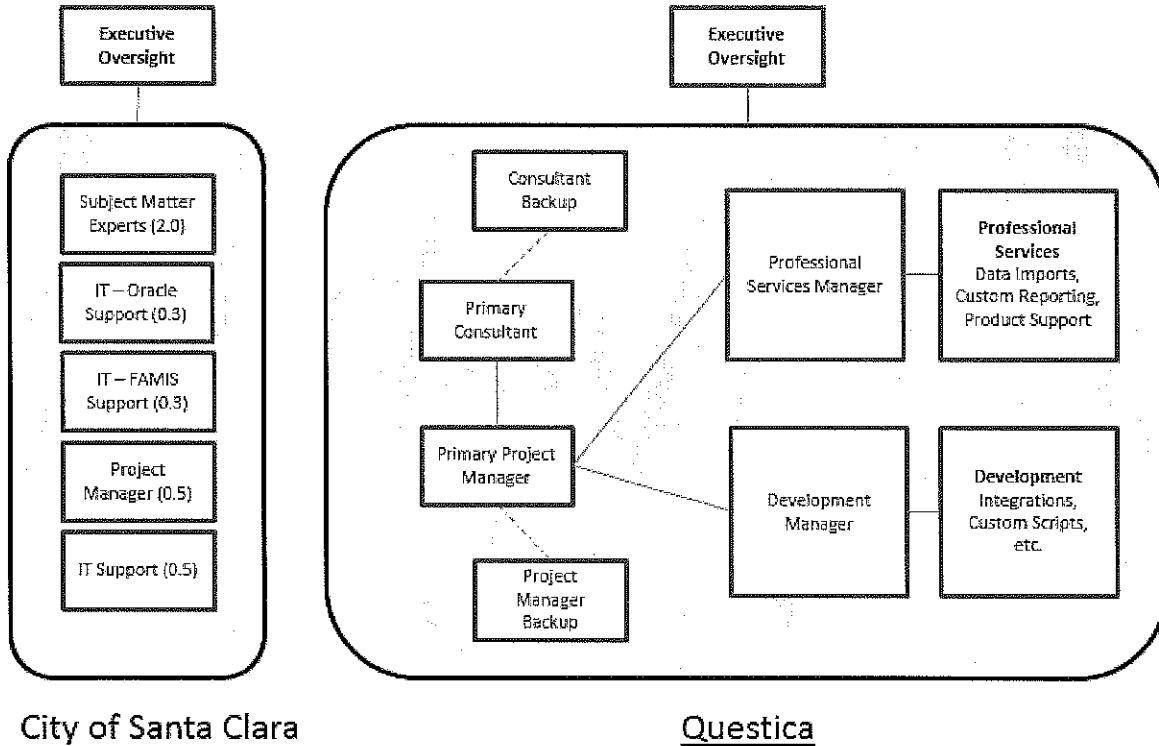 Executive
Oversight
Subject Matter
Experts (2.0)
IT – Oracle
Support (0.3)
IT – FAMIS
Support (0.3)
Project
Manager (0.5)
IT Support (0.5)
City of Santa Clara
Executive
Oversight
Consultant
Backup
Primary
Consultant
Primary Project
Manager
Project
Manager
Backup
Professional
Services Manager
Professional
Services
Data Imports,
Custom Reporting,
Product Support
Development
Manager
Development
Integrations,
Custom Scripts,
etc.
Questica